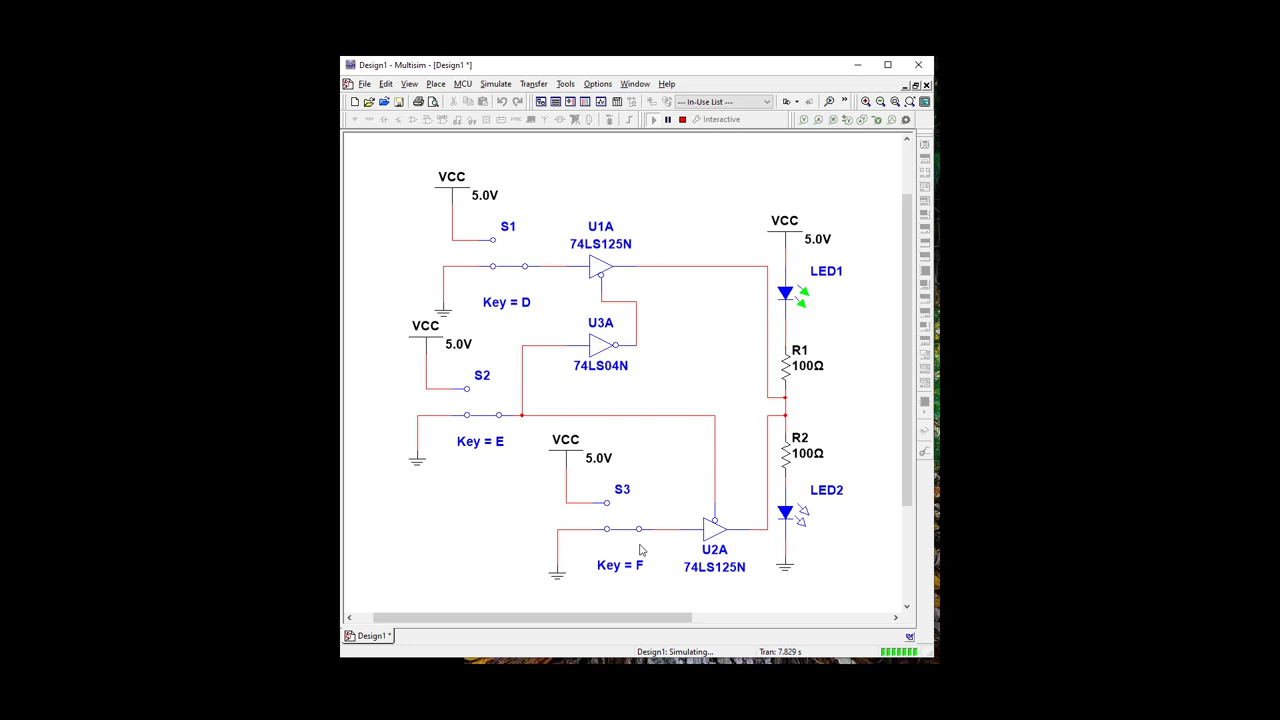 Design1 - Multisim - [Design1 *]
File Edit View Place MCU Simulate Transfer Tools Options Window Help
--- In-Use List ---
Interactive
VCC
5.0V
S1
Key = D
U1A
74LS125N
VCC
5.0V
LED1
U3A
74LS04N
VCC
5.0V
S2
Key = E
R1
100Ω
VCC
5.0V
S3
Key = F
R2
100Ω
LED2
U2A
74LS125N
Design1 *
Design1: Simulating... Tran: 7.829 s